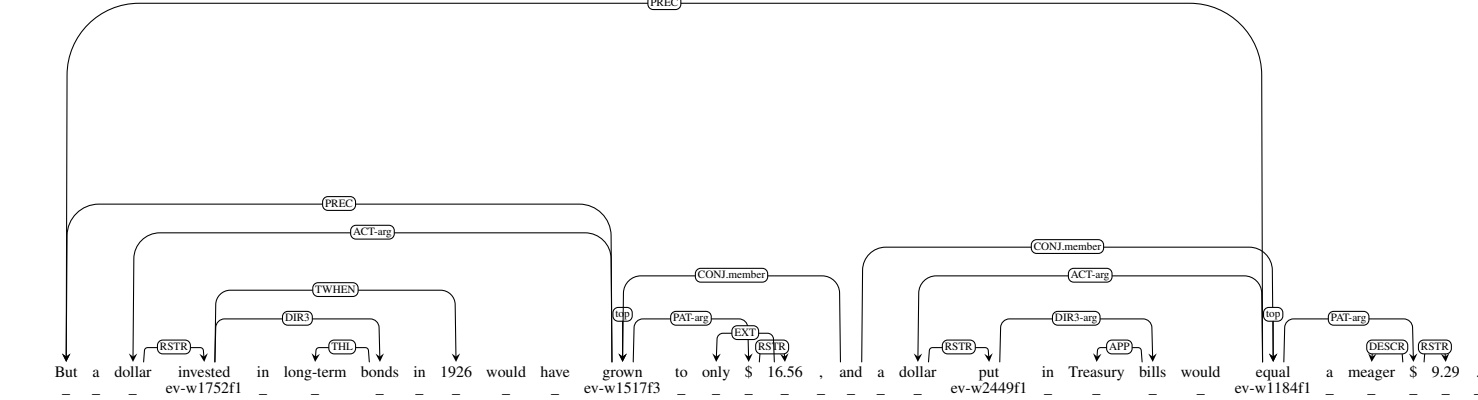 PREC
PREC
ACT-arg
CONJ.member
CONJ.member ACT-arg
TWHEN
DIR3 top PAT-arg DIR3-arg top PAT-arg
EXT
RSTR THL RSTR RSTR APP DESCR RSTR
But a dollar invested in long-term bonds in 1926 would have grown to only $ 16.56 , and a dollar put in Treasury bills would equal a meager $ 9.29 .
_ _ _ ev-w1752f1 _ _ _ _ _ _ _ ev-w1517f3 _ _ _ _ _ _ _ _ ev-w2449f1 _ _ _ _ ev-w1184f1 _ _ _ _ _